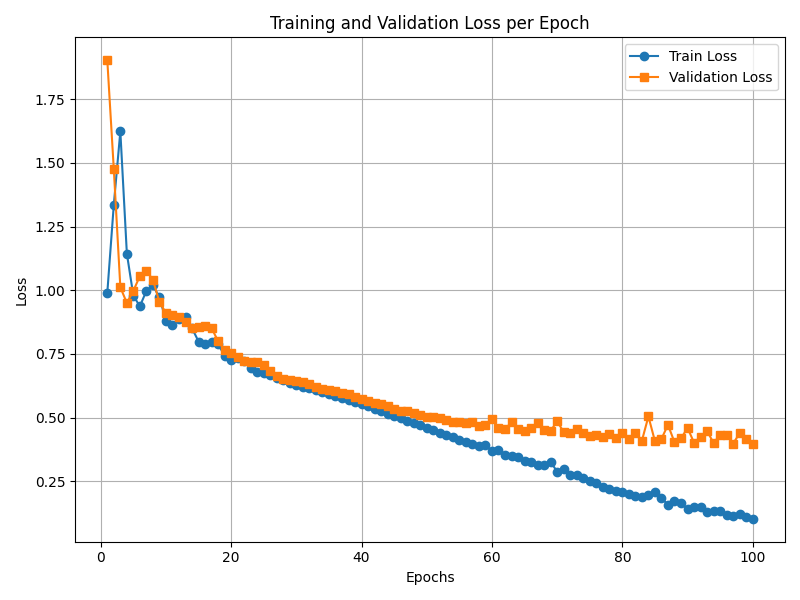 Training and Validation Loss per Epoch
Train Loss
Validation Loss
1.75
1.50
1.25
1.00
0.75
0.50
0.25
Loss
0 20 40 60 80 100
Epochs